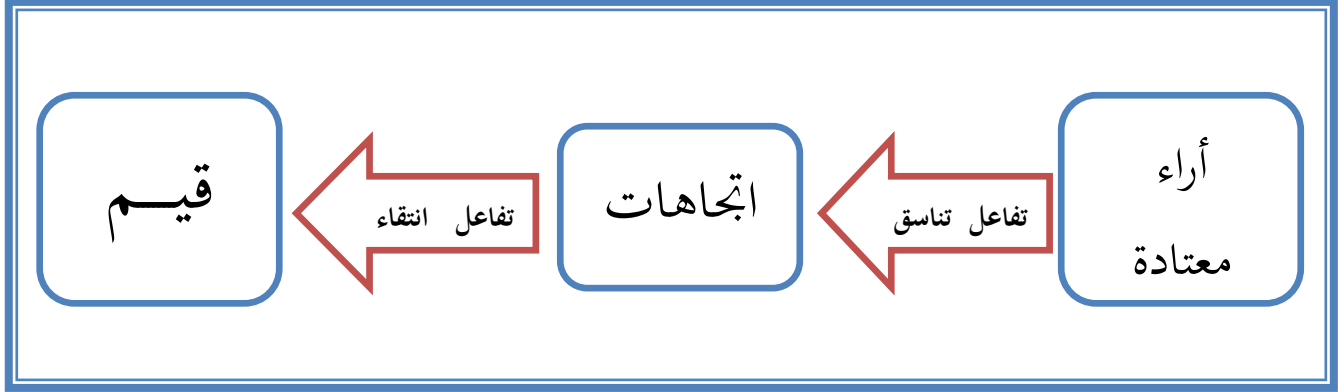 أراء
معتادة
تفاعل تناسق
اتجاهات
تفاعل انتقاء
قيــم